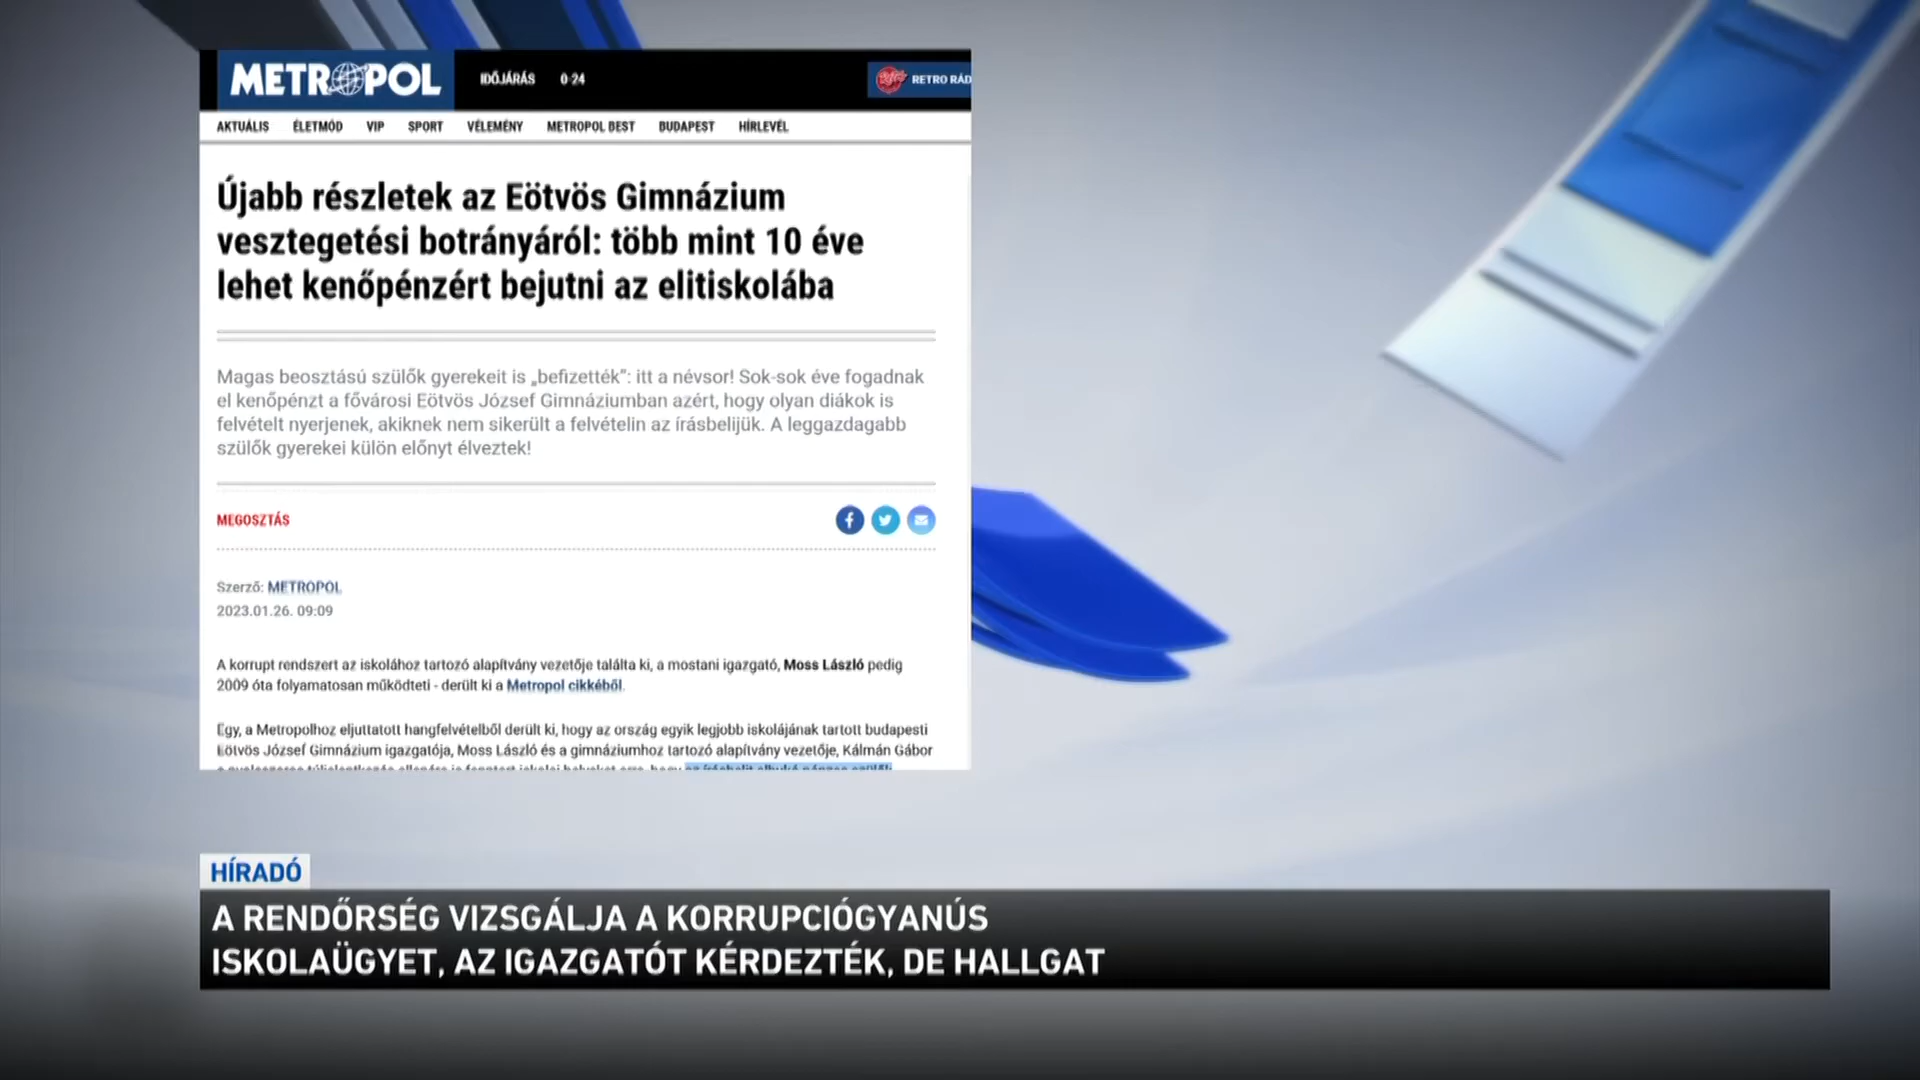 METROPOL
IDŐJÁRÁS 0-24
RETRO RÁD
AKTUÁLIS ÉLETMÓD VIP SPORT VÉLEMÉNY METROPOL BEST BUDAPEST HÍRLEVÉL
Újabb részletek az Eötvös Gimnázium
vesztegetési botrányáról: több mint 10 éve
lehet kenőpénzért bejutni az elitiskolába
Magas beosztású szülők gyerekeit is „befizették”: itt a névsor! Sok-sok éve fogadnak
el kenőpénzt a fővárosi Eötvös József Gimnáziumban azért, hogy olyan diákok is
felvételt nyerjenek, akiknek nem sikerült a felvételin az írásbelijük. A leggazdagabb
szülők gyerekei külön előnyt élveztek!
MEGOSZTÁS
Szerző: METROPOL
2023.01.26. 09:09
A korrupt rendszert az iskolához tartozó alapítvány vezetője találta ki, a mostani igazgató, Moss László pedig
2009 óta folyamatosan működteti - derült ki a Metropol cikkéből.
Egy, a Metropolhoz eljuttatott hangfelvételből derült ki, hogy az ország egyik legjobb iskolájának tartott budapesti
Eötvös József Gimnázium igazgatója, Moss László és a gimnáziumhoz tartozó alapítvány vezetője, Kálmán Gábor
HÍRADÓ
A RENDŐRSÉG VIZSGÁLJA A KORRUPCIÓGYANÚS
ISKOLAÜGYET, AZ IGAZGATÓT KÉRDEZTÉK, DE HALLGAT